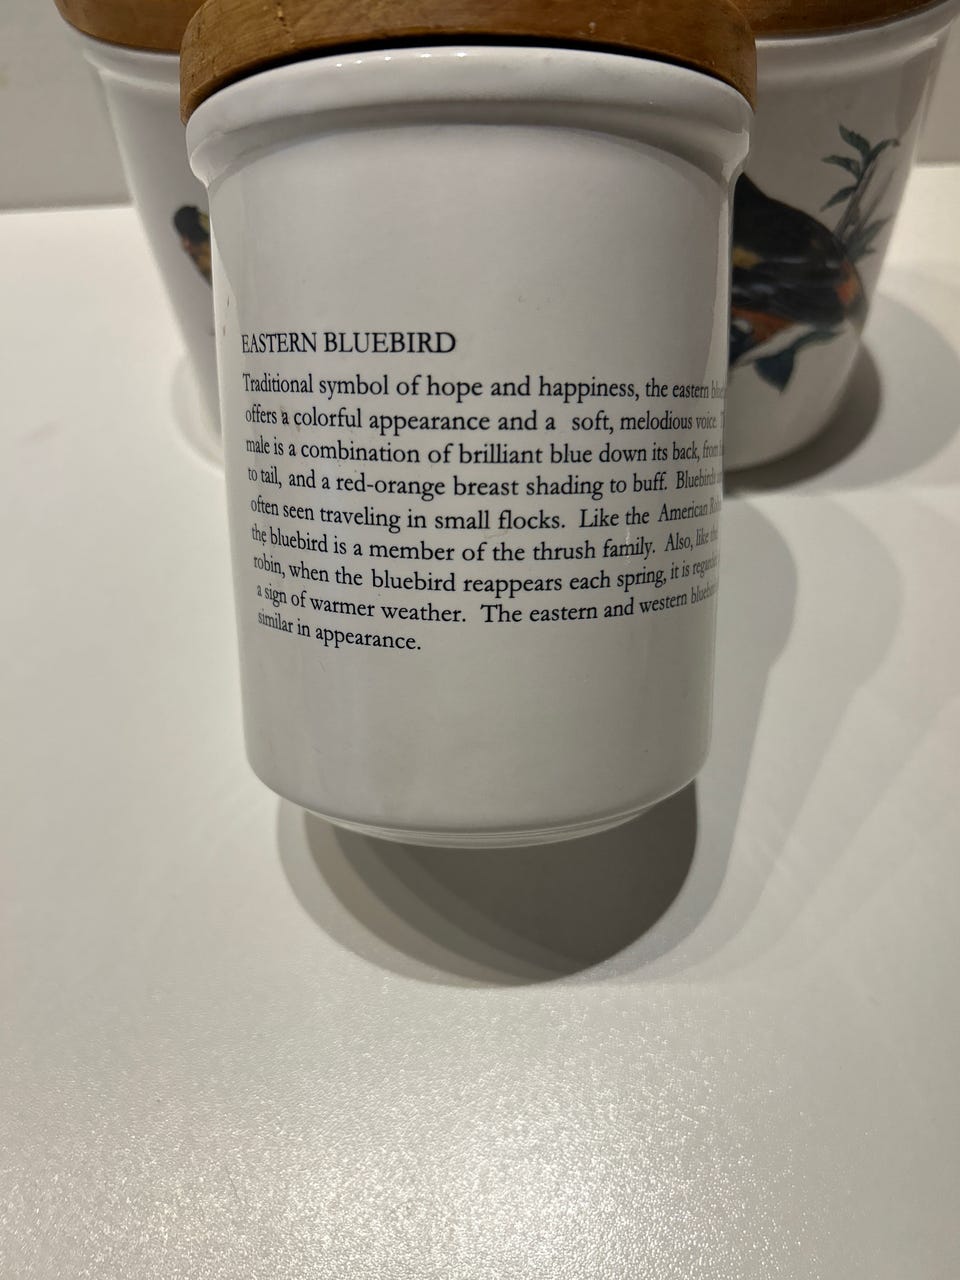 EASTERN BLUEBIRD
Traditional symbol of hope and happiness, the eastern
offers a colorful appearance and a soft, melodious voice.
male is a combination of brilliant blue down its back, from
to tail, and a red-orange breast shading to buff. Bluebirds
often seen traveling in small flocks. Like the American
the bluebird is a member of the thrush family. Also, like the
robin, when the bluebird reappears each spring, it is
a sign of warmer weather. The eastern and western
similar in appearance.